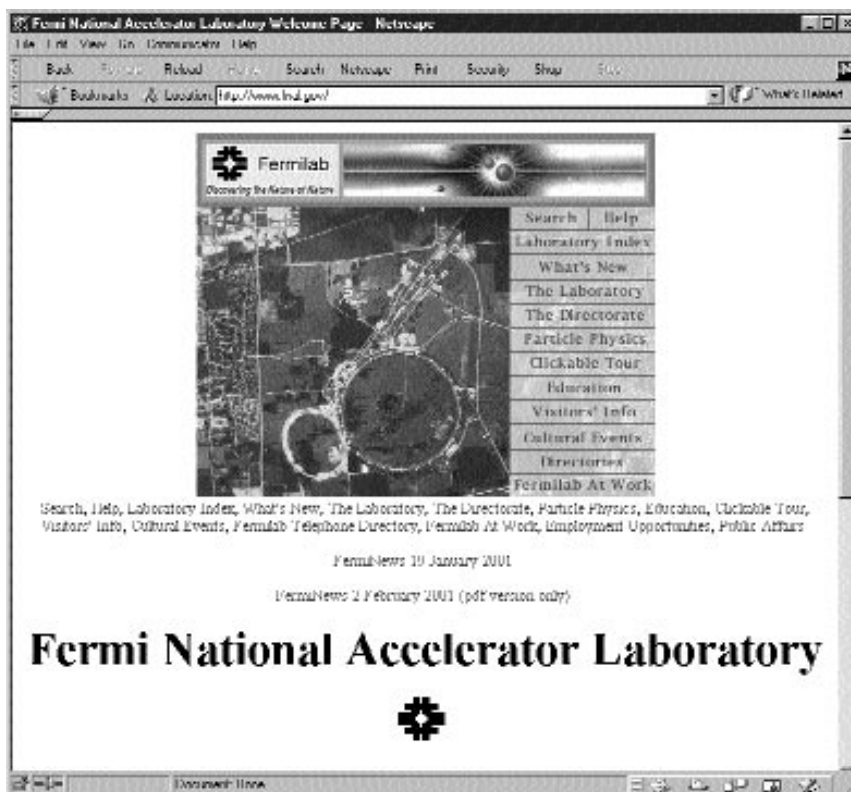 Fermi National Accelerator Laboratory Welcome Page - Netscape
File Edit View Go Communicator Help
Back Forward Reload Home Search Netscape Print Security Shop Stop
Bookmarks Location: http://www.fnal.gov/ What's Related
Fermilab
Discovering the Nature of Nature
Search Help
Laboratory Index
What's New
The Laboratory
The Directorate
Particle Physics
Clickable Tour
Education
Visitors' Info
Cultural Events
Directories
Fermilab At Work
Search, Help, Laboratory Index, What's New, The Laboratory, The Directorate, Particle Physics, Education, Clickable Tour,
Visitors' Info, Cultural Events, Fermilab Telephone Directory, Fermilab At Work, Employment Opportunities, Public Affairs
FermiNews 19 January 2001
FermiNews 2 February 2001 (pdf version only)
Fermi National Accelerator Laboratory
Document: Done